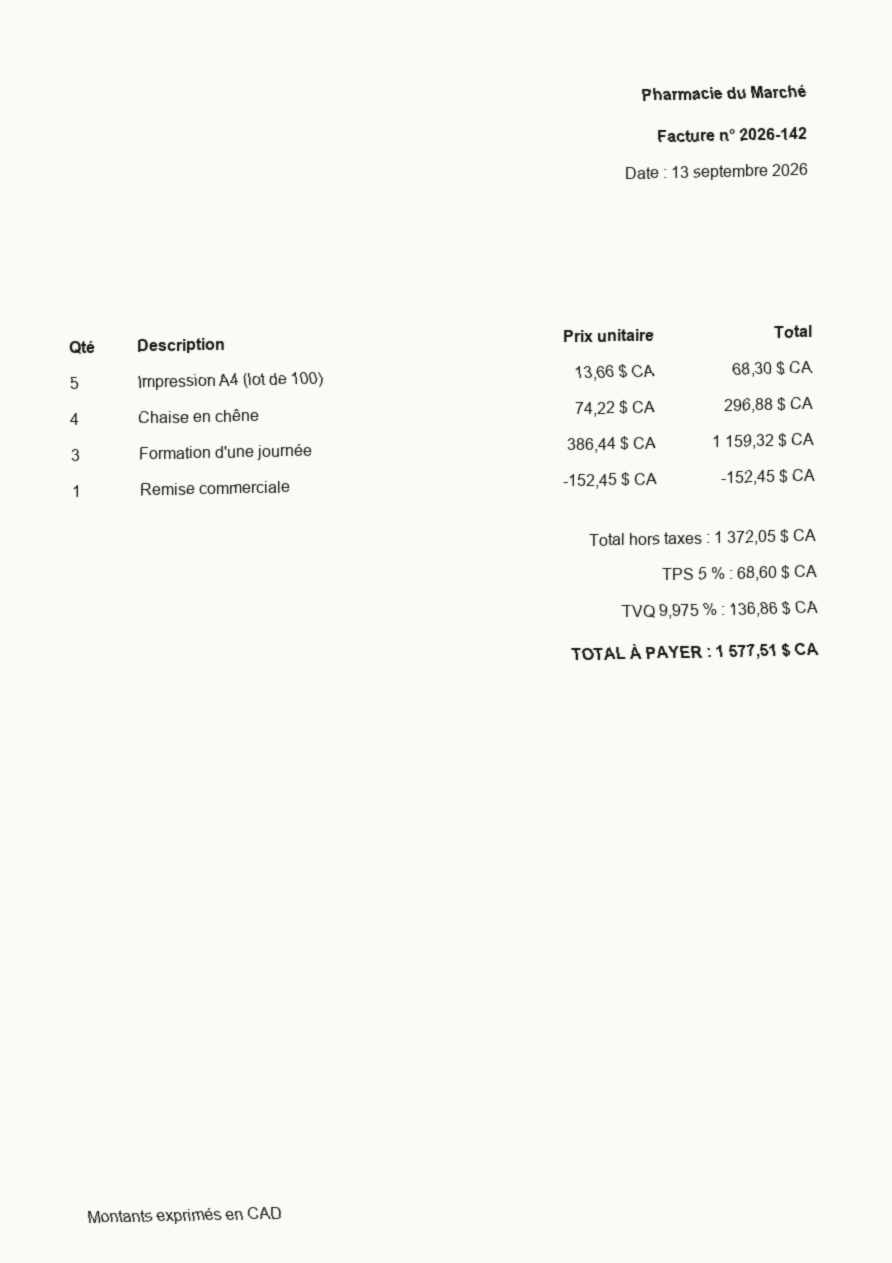 Pharmacie du Marché
Facture n° 2026-142
Date : 13 septembre 2026
Qté Description Prix unitaire Total
5 Impression A4 (lot de 100) 13,66 $ CA 68,30 $ CA
4 Chaise en chêne 74,22 $ CA 296,88 $ CA
3 Formation d'une journée 386,44 $ CA 1 159,32 $ CA
1 Remise commerciale -152,45 $ CA -152,45 $ CA
Total hors taxes : 1 372,05 $ CA
TPS 5 % : 68,60 $ CA
TVQ 9,975 % : 136,86 $ CA
TOTAL À PAYER : 1 577,51 $ CA
Montants exprimés en CAD